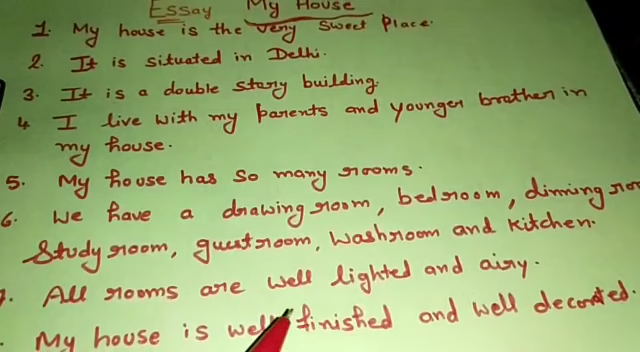 Essay My House
1. My house is the very sweet Place.
2. It is situated in Delhi.
3. It is a double story building.
4 I live with my parents and younger brother in
my house.
5. My house has so many rooms.
6. We have a drawing room, bedroom, dinning roo
Study room, guest room, washroom and kitchen.
7. All rooms are well lighted and airy.
. My house is well finished and well decorated.